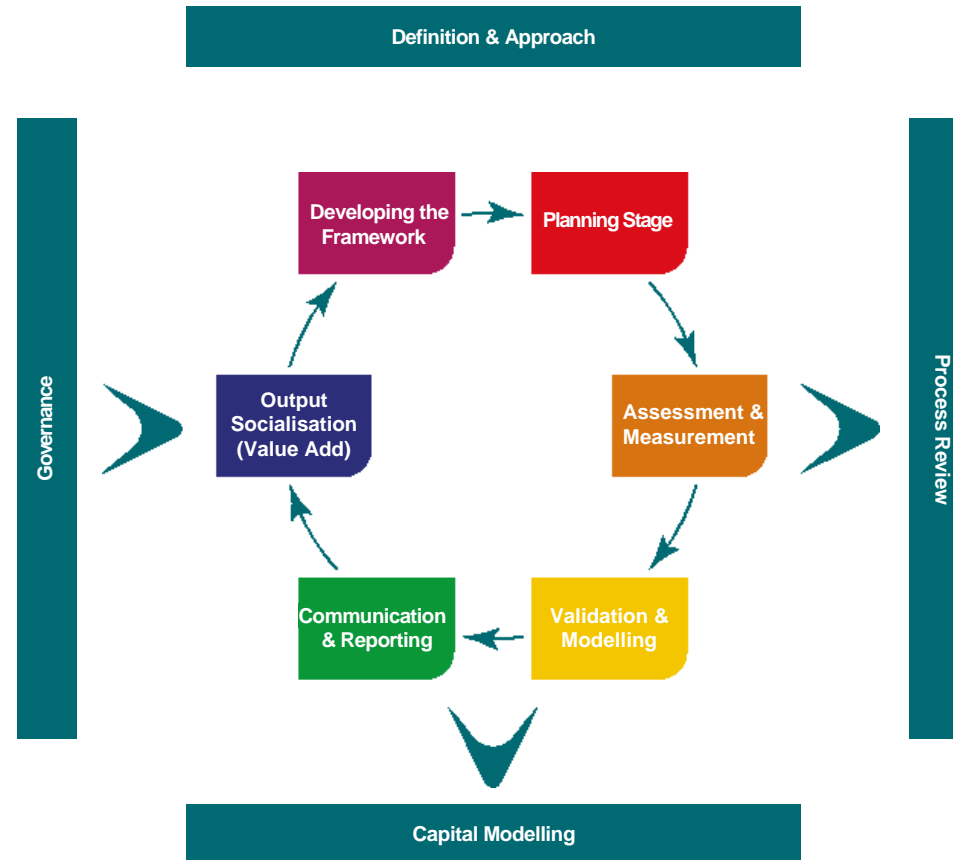 Definition & Approach
Developing the
Framework
Planning Stage
Governance
Output
Socialisation
(Value Add)
Assessment &
Measurement
Process Review
Communication
& Reporting
Validation &
Modelling
Capital Modelling